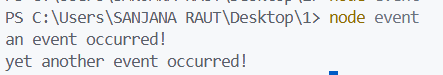 PS C:\Users\SANJANA RAUT\Desktop\1> node event
an event occurred!
yet another event occurred!